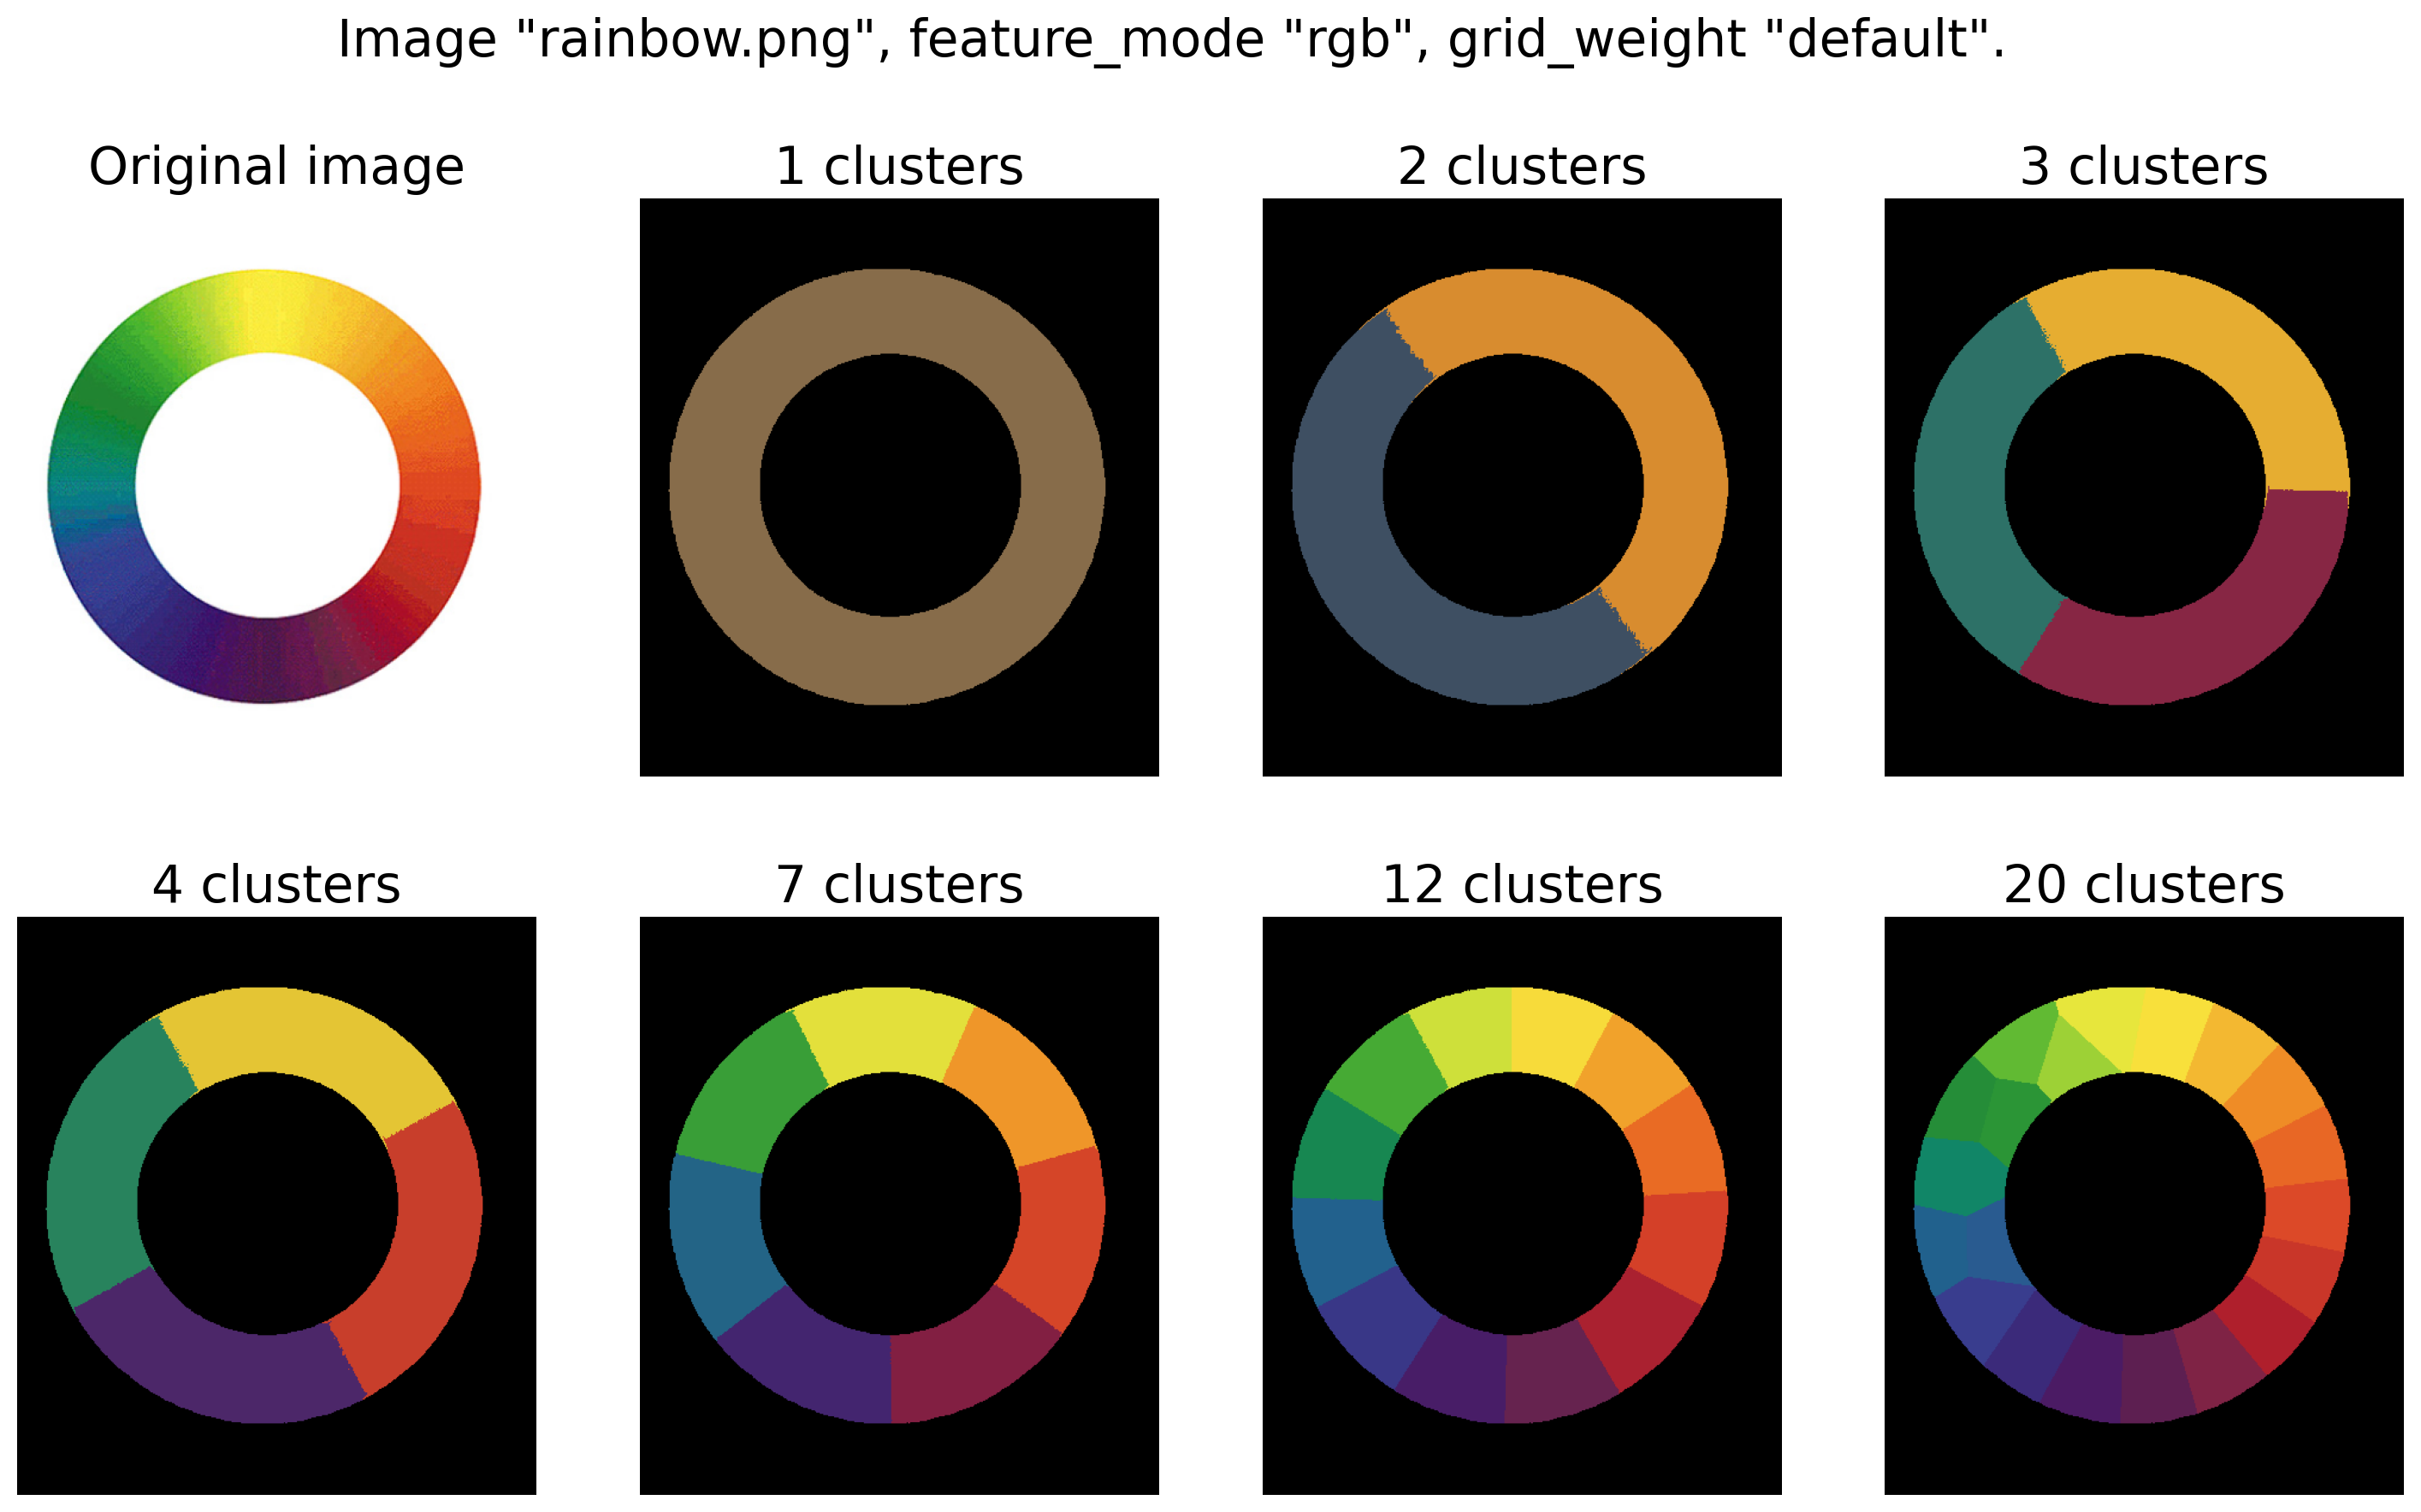 Image "rainbow.png", feature_mode "rgb", grid_weight "default".
Original image
1 clusters
2 clusters
3 clusters
4 clusters
7 clusters
12 clusters
20 clusters